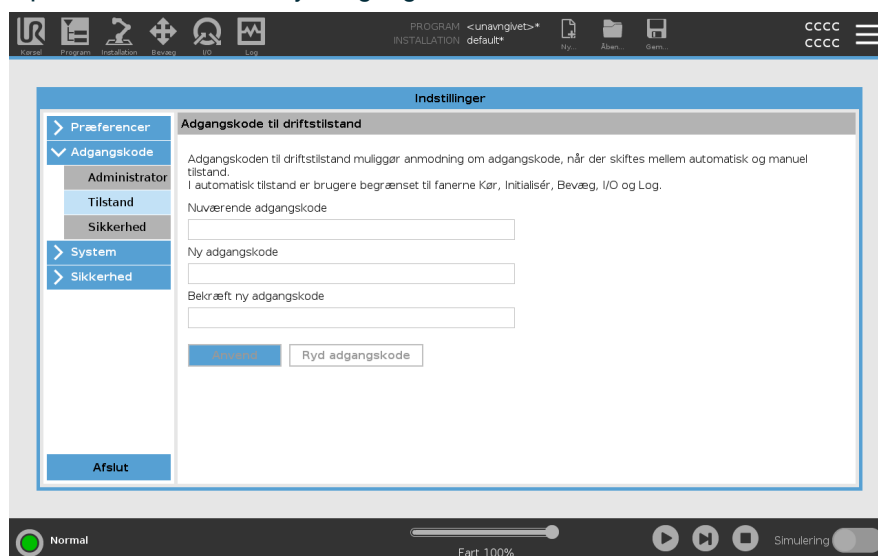 PROGRAM <unavngivet>*
INSTALLATION default*
Kørsel Program Installation Bevæg I/O Log
Ny... Åben... Gem...
cccc
cccc
Indstillinger
Præferencer
Adgangskode
Administrator
Tilstand
Sikkerhed
System
Sikkerhed
Afslut
Adgangskode til driftstilstand
Adgangskoden til driftstilstand muliggør anmodning om adgangskode, når der skiftes mellem automatisk og manuel
tilstand.
I automatisk tilstand er brugere begrænset til fanerne Kør, Initialisér, Bevæg, I/O og Log.
Nuværende adgangskode
Ny adgangskode
Bekræft ny adgangskode
Anvend
Ryd adgangskode
Normal
Fart 100%
Simulering